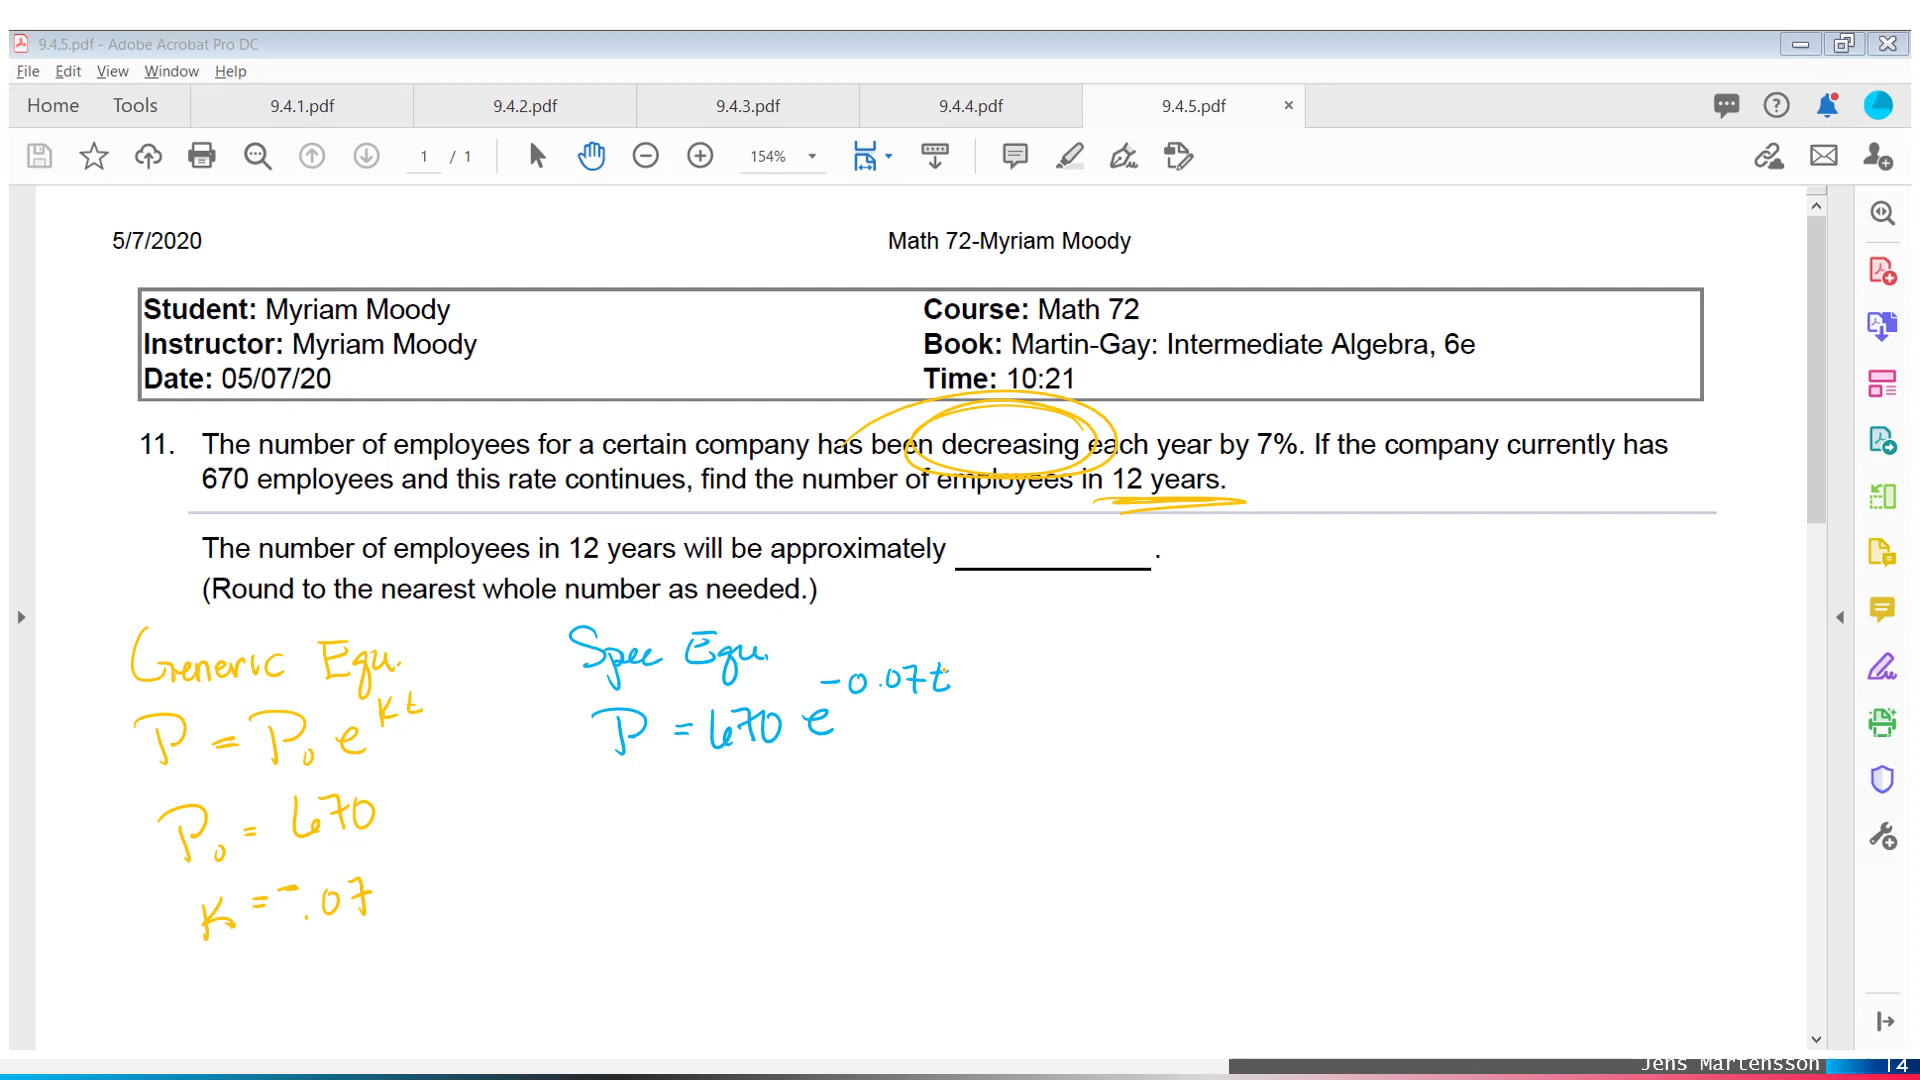 9.4.5.pdf - Adobe Acrobat Pro DC
File Edit View Window Help
Home Tools 9.4.1.pdf 9.4.2.pdf 9.4.3.pdf 9.4.4.pdf 9.4.5.pdf ×
1 / 1 154%
5/7/2020 Math 72-Myriam Moody
Student: Myriam Moody Course: Math 72
Instructor: Myriam Moody Book: Martin-Gay: Intermediate Algebra, 6e
Date: 05/07/20 Time: 10:21
11. The number of employees for a certain company has been decreasing each year by 7%. If the company currently has
670 employees and this rate continues, find the number of employees in 12 years.
The number of employees in 12 years will be approximately ___________ .
(Round to the nearest whole number as needed.)
Generic Equ.
P = P₀ e^kt
P₀ = 670
K = -.07
Spec Equ.
P = 670 e^-0.07t
Jens Martensson 14